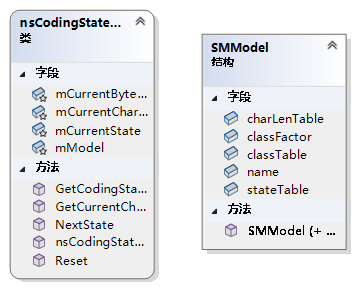 nsCodingState...
类
字段
mCurrentByte...
mCurrentChar...
mCurrentState
mModel
方法
GetCodingSta...
GetCurrentCh...
NextState
nsCodingStat...
Reset
SMModel
结构
字段
charLenTable
classFactor
classTable
name
stateTable
方法
SMModel (+ ...